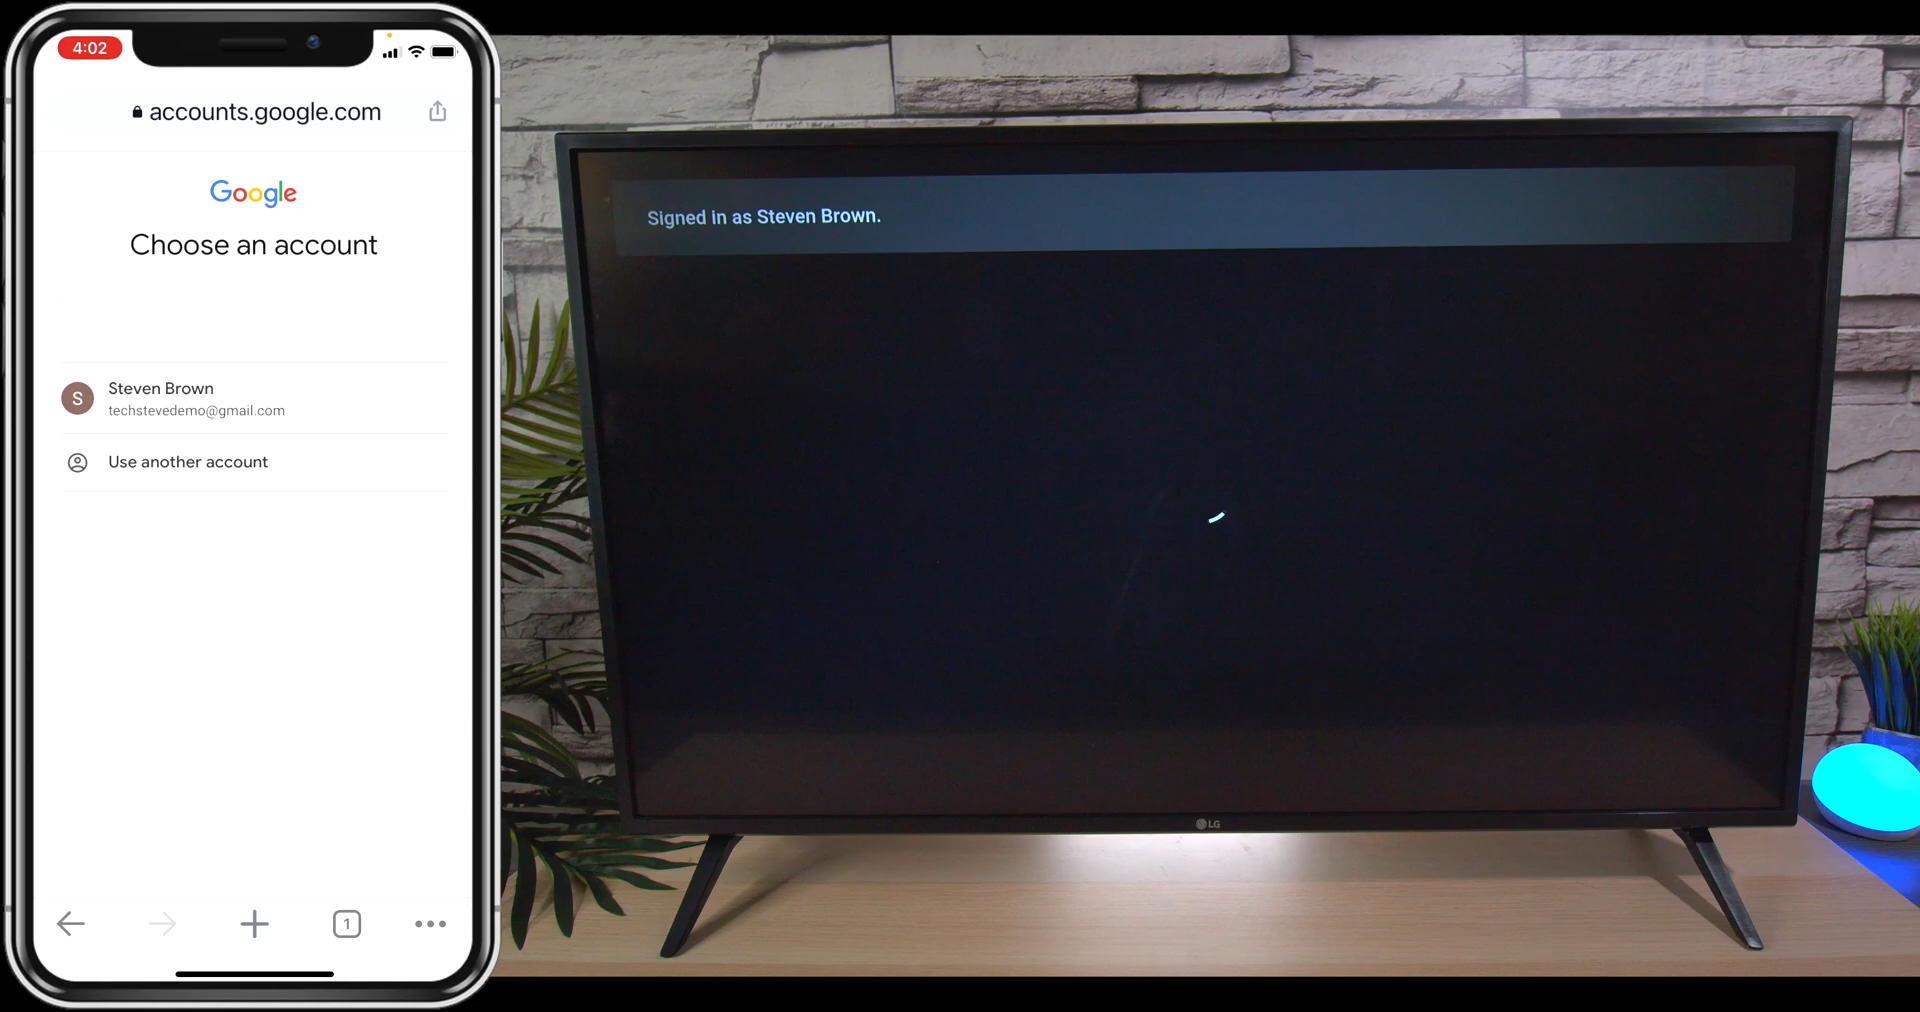 4:02
accounts.google.com
Google
Choose an account
S
Steven Brown
techstevedemo@gmail.com
Use another account
1
Signed in as Steven Brown.
LG